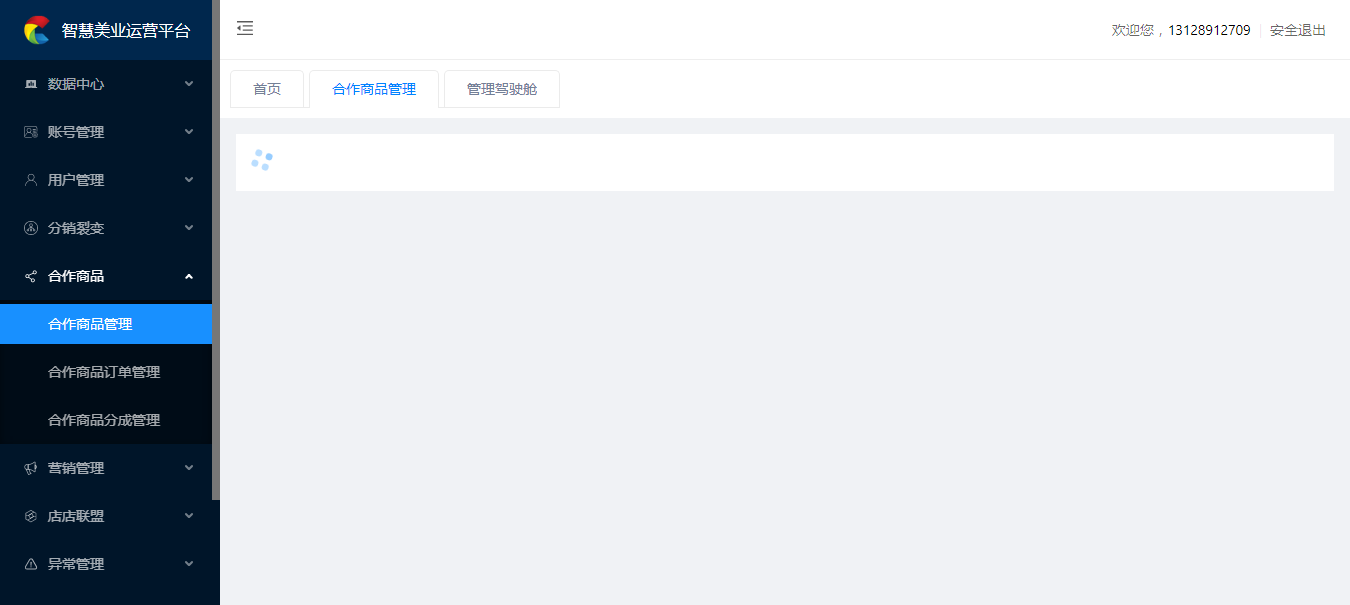 智慧美业运营平台
欢迎您，13128912709 安全退出
首页 合作商品管理 管理驾驶舱
数据中心
账号管理
用户管理
分销裂变
合作商品
合作商品管理
合作商品订单管理
合作商品分成管理
营销管理
店店联盟
异常管理